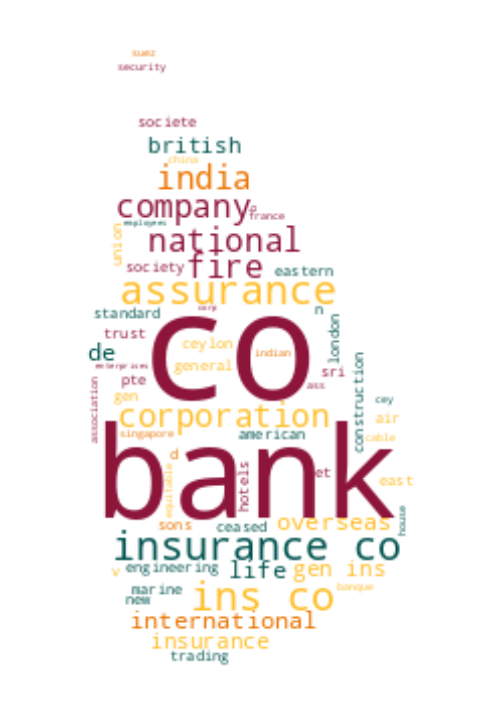 suez
security
societe
british
china
india
company
france
employees
national
union
society fire eastern
assurance
corp
standard
co
n
london
trust
ceylon
de
indian
general
enterprises
sri
pte
ass
association
gen
cey
construction
corporation
air
singapore
american
cable
bank
d
et
equitable
hotels
east
sons
ceased
overseas
house
insurance co
v
engineering
life
gen ins
marine
banque
new
ins co
international
insurance
trading